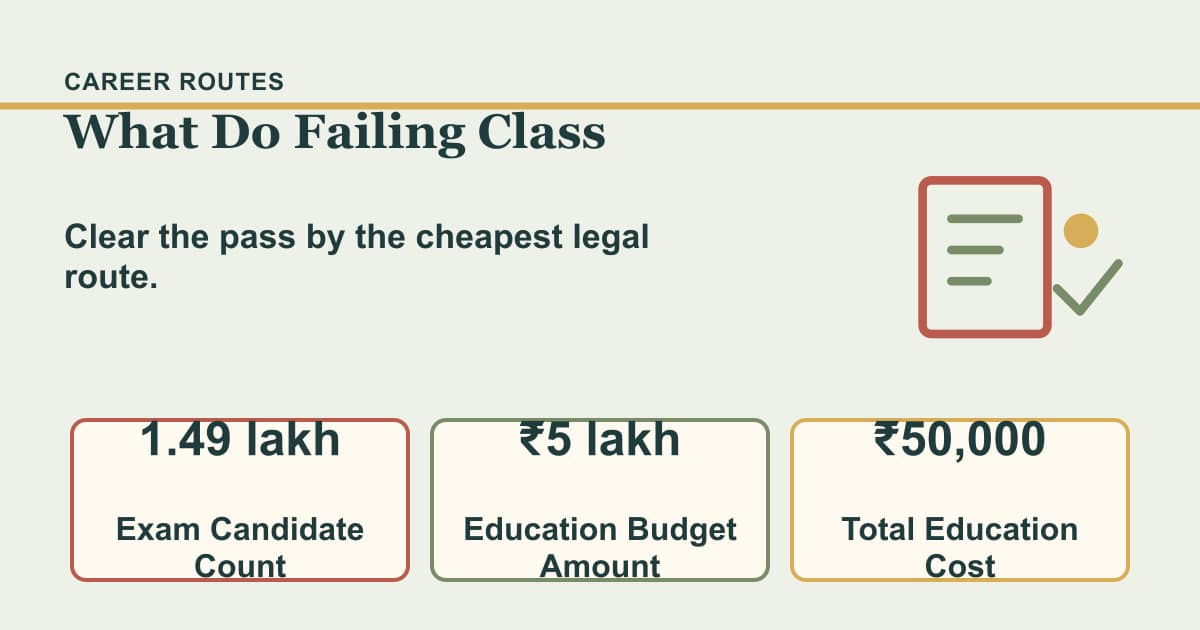 CAREER ROUTES
What Do Failing Class
Clear the pass by the cheapest legal
route.
1.49 lakh
Exam Candidate
Count
₹5 lakh
Education Budget
Amount
₹50,000
Total Education
Cost